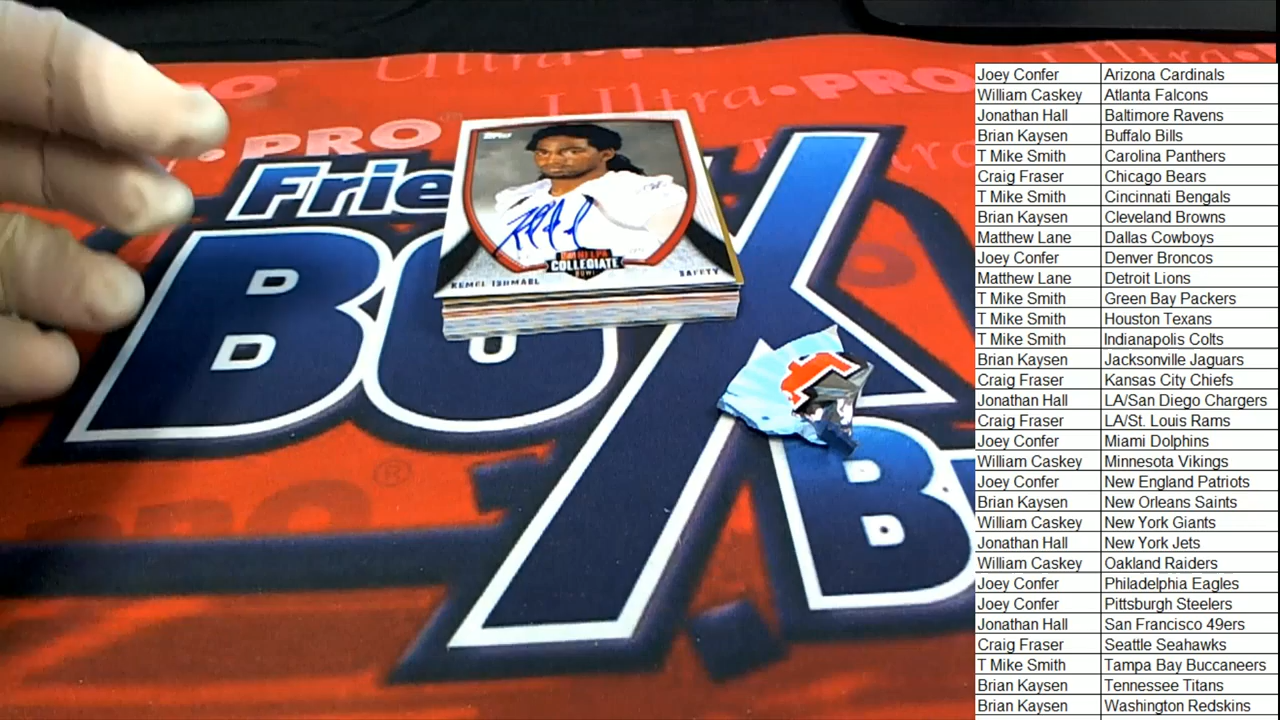 Ultra PRO
Ultra•PRO
•PRO
Frie
BOX
B
TOPPS
NFLPA
COLLEGIATE
BOWL
KEMAL ISHMAEL
SAFETY
Joey Confer Arizona Cardinals
William Caskey Atlanta Falcons
Jonathan Hall Baltimore Ravens
Brian Kaysen Buffalo Bills
T Mike Smith Carolina Panthers
Craig Fraser Chicago Bears
T Mike Smith Cincinnati Bengals
Brian Kaysen Cleveland Browns
Matthew Lane Dallas Cowboys
Joey Confer Denver Broncos
Matthew Lane Detroit Lions
T Mike Smith Green Bay Packers
T Mike Smith Houston Texans
T Mike Smith Indianapolis Colts
Brian Kaysen Jacksonville Jaguars
Craig Fraser Kansas City Chiefs
Jonathan Hall LA/San Diego Chargers
Craig Fraser LA/St. Louis Rams
Joey Confer Miami Dolphins
William Caskey Minnesota Vikings
Joey Confer New England Patriots
Brian Kaysen New Orleans Saints
William Caskey New York Giants
Jonathan Hall New York Jets
William Caskey Oakland Raiders
Joey Confer Philadelphia Eagles
Joey Confer Pittsburgh Steelers
Jonathan Hall San Francisco 49ers
Craig Fraser Seattle Seahawks
T Mike Smith Tampa Bay Buccaneers
Brian Kaysen Tennessee Titans
Brian Kaysen Washington Redskins